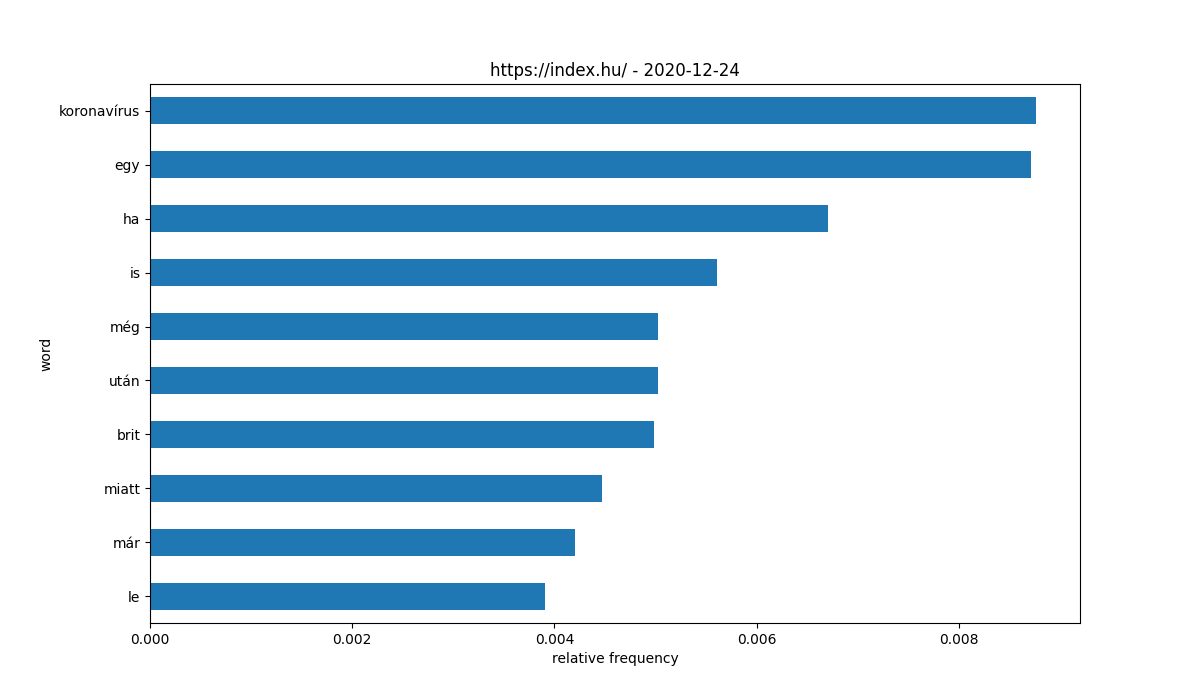 https://index.hu/ - 2020-12-24
koronavírus
egy
ha
is
még
után
brit
miatt
már
le
word
0.000 0.002 0.004 0.006 0.008
relative frequency